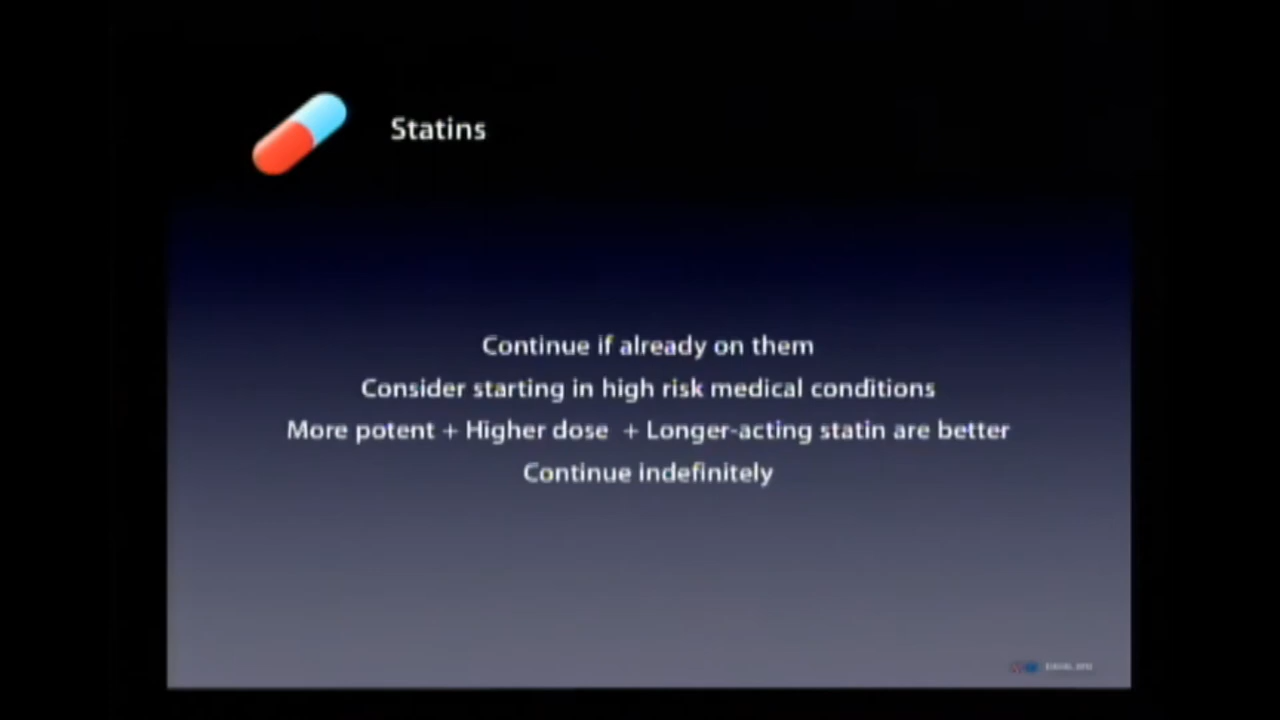 Statins
Continue if already on them
Consider starting in high risk medical conditions
More potent + Higher dose + Longer-acting statin are better
Continue indefinitely